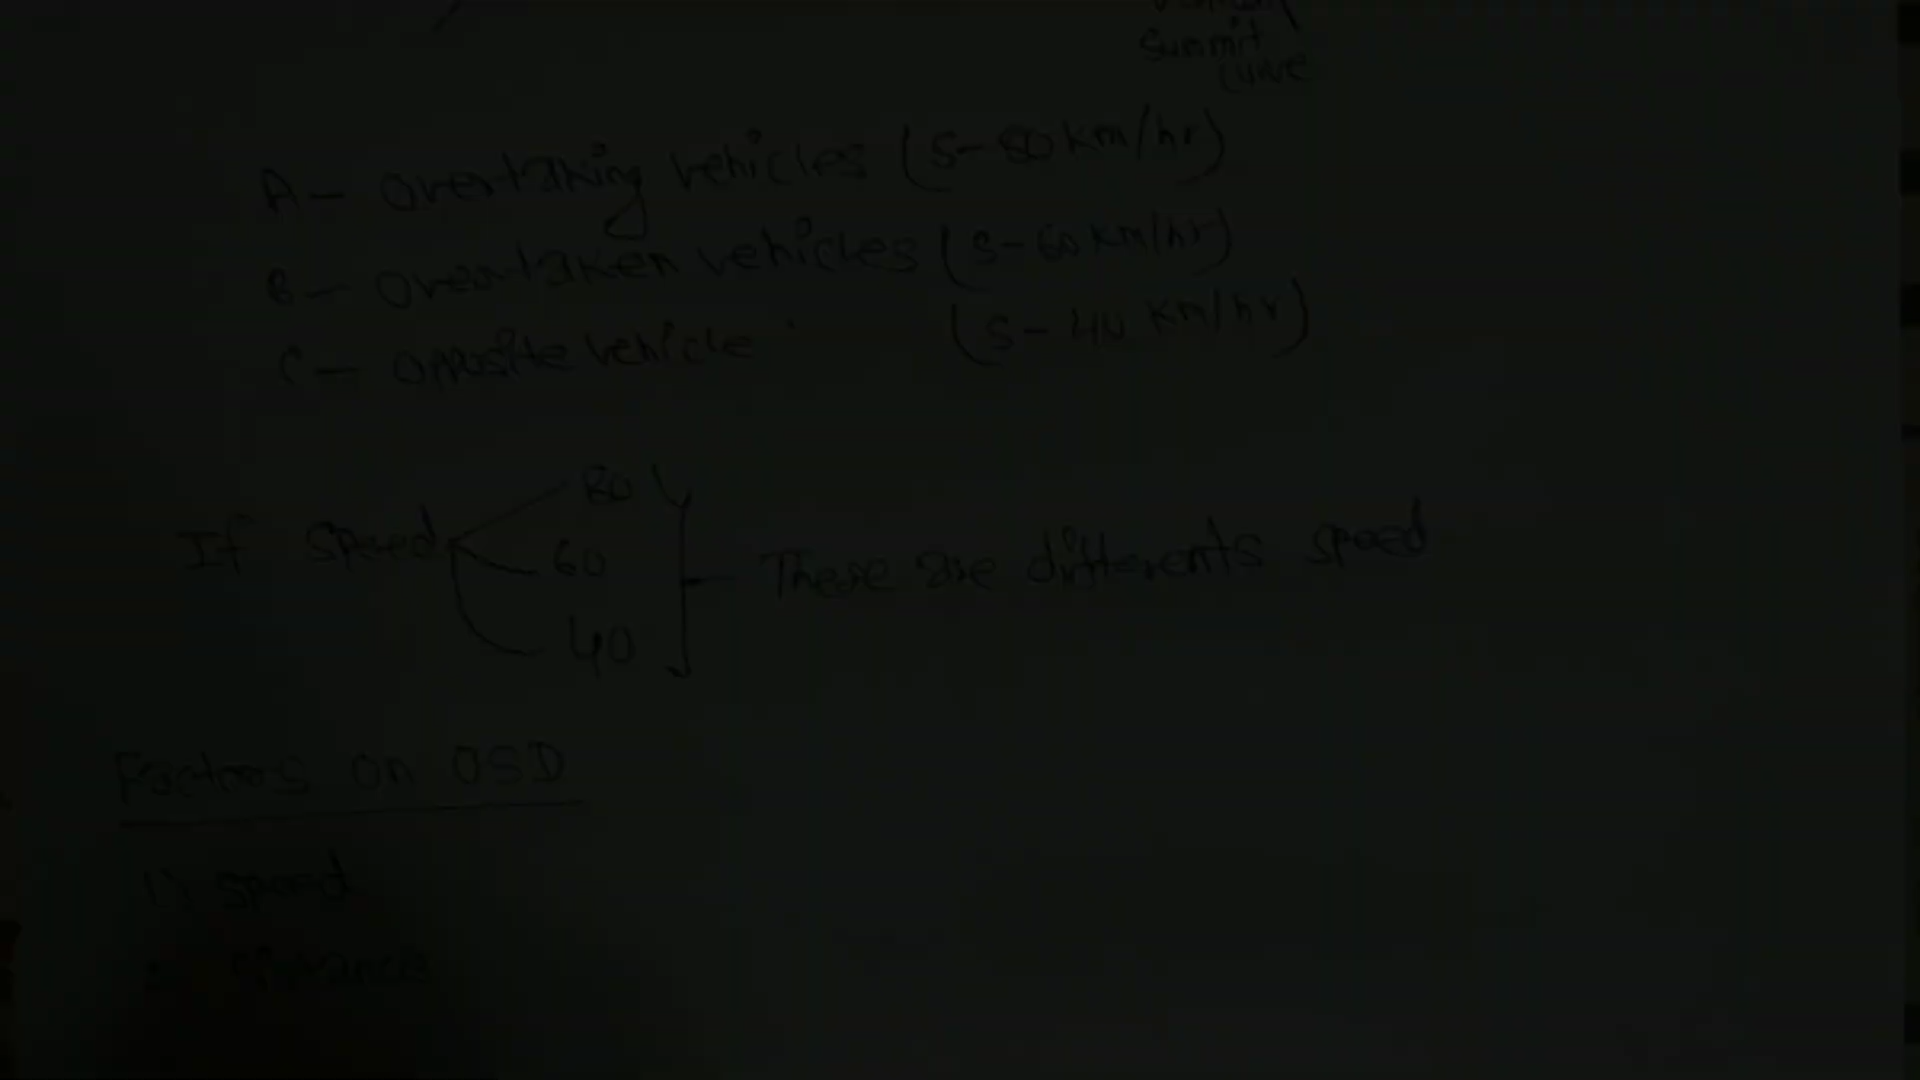 Summit
curve
A - overtaking vehicles (S-80 km/hr)
B - overtaken vehicles (S-60 km/hr)
C - opposite vehicle (S-40 km/hr)
If speed 80
60
40
These are differents speed
Factors on OSD
1) speed